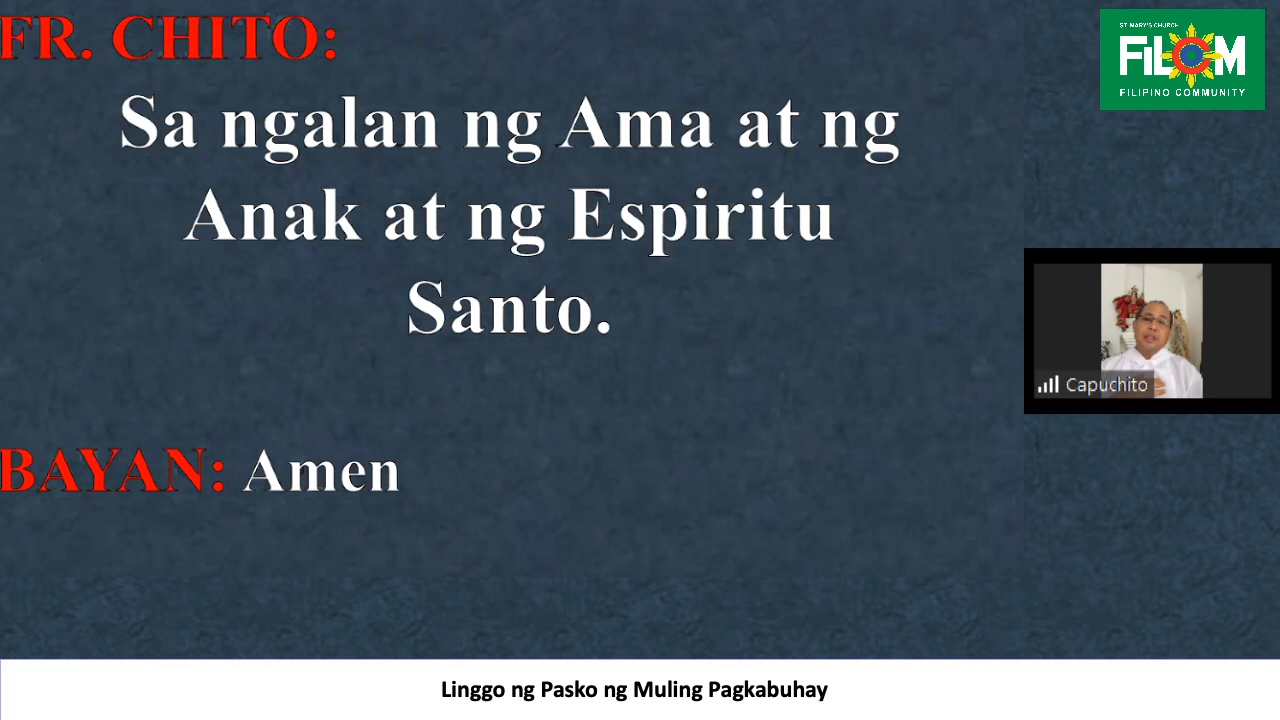 FR. CHITO:
Sa ngalan ng Ama at ng
Anak at ng Espiritu
Santo.
BAYAN: Amen
ST MARY'S CHURCH
FILCOM
FILIPINO COMMUNITY
Capuchito
Linggo ng Pasko ng Muling Pagkabuhay